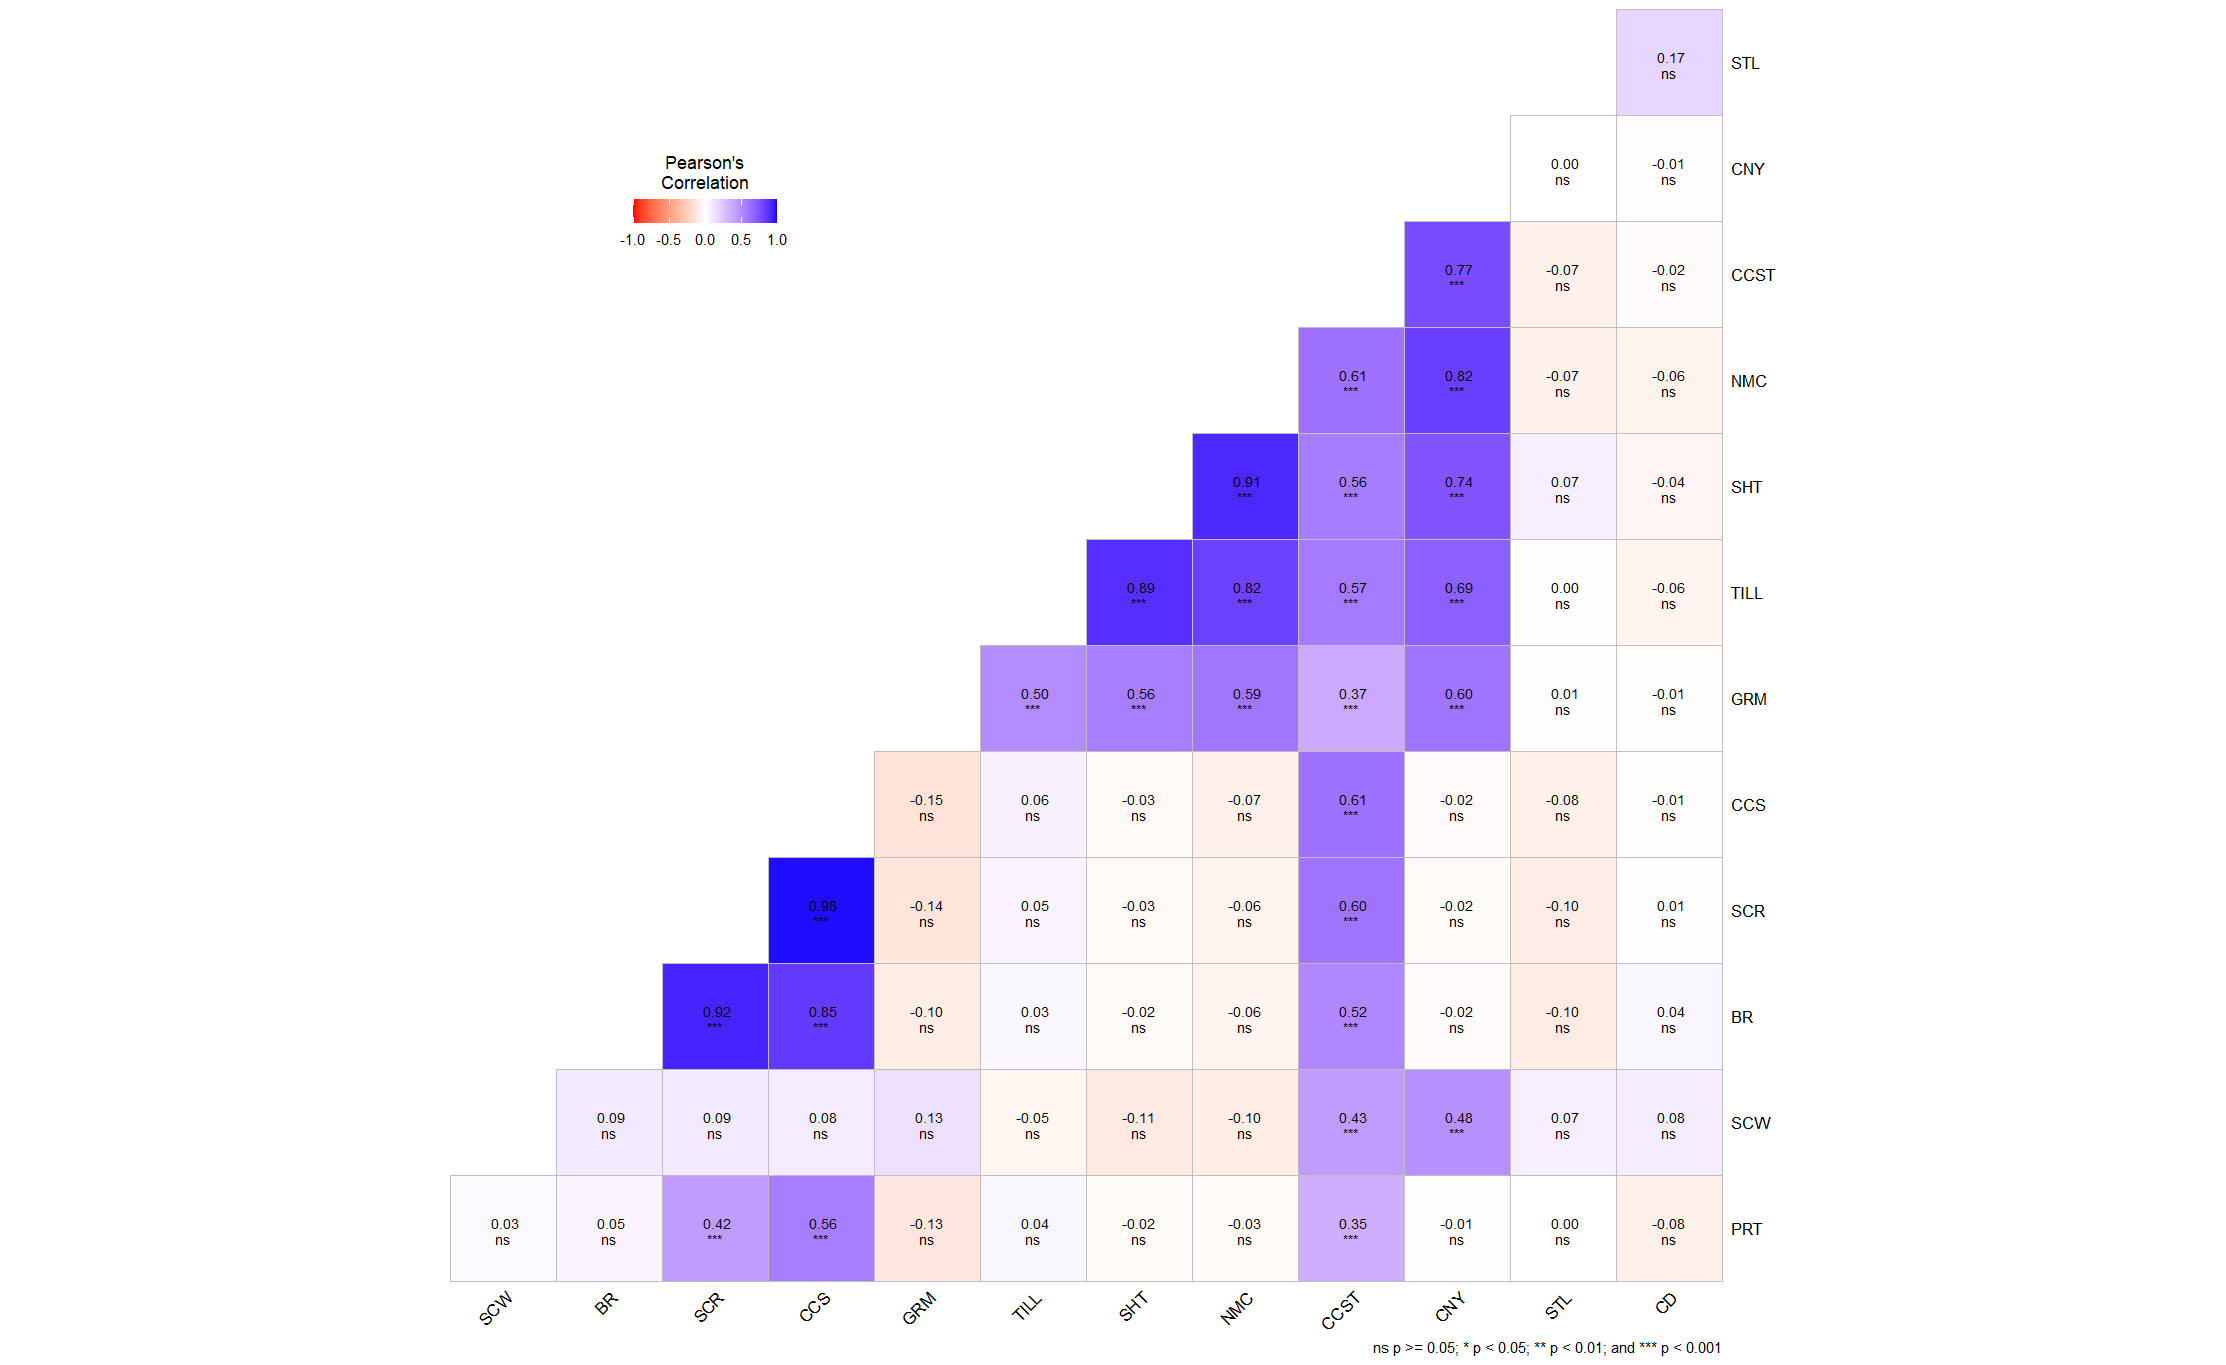 0.17
ns
STL
Pearson's
Correlation
-1.0 -0.5 0.0 0.5 1.0
0.00 -0.01
ns ns
CNY
0.77 -0.07 -0.02
*** ns ns
CCST
0.61 0.82 -0.07 -0.06
*** *** ns ns
NMC
0.91 0.56 0.74 0.07 -0.04
*** *** *** ns ns
SHT
0.89 0.82 0.57 0.69 0.00 -0.06
*** *** *** *** ns ns
TILL
0.50 0.56 0.59 0.37 0.60 0.01 -0.01
*** *** *** *** *** ns ns
GRM
-0.15 0.06 -0.03 -0.07 0.61 -0.02 -0.08 -0.01
ns ns ns ns *** ns ns ns
CCS
0.98 -0.14 0.05 -0.03 -0.06 0.60 -0.02 -0.10 0.01
*** ns ns ns ns *** ns ns ns
SCR
0.92 0.85 -0.10 0.03 -0.02 -0.06 0.52 -0.02 -0.10 0.04
*** *** ns ns ns ns *** ns ns ns
BR
0.09 0.09 0.08 0.13 -0.05 -0.11 -0.10 0.43 0.48 0.07 0.08
ns ns ns ns ns ns ns *** *** ns ns
SCW
0.03 0.05 0.42 0.56 -0.13 0.04 -0.02 -0.03 0.35 -0.01 0.00 -0.08
ns ns *** *** ns ns ns ns *** ns ns ns
PRT
SCW BR SCR CCS GRM TILL SHT NMC CCST CNY STL CD
ns p >= 0.05; * p < 0.05; ** p < 0.01; and *** p < 0.001